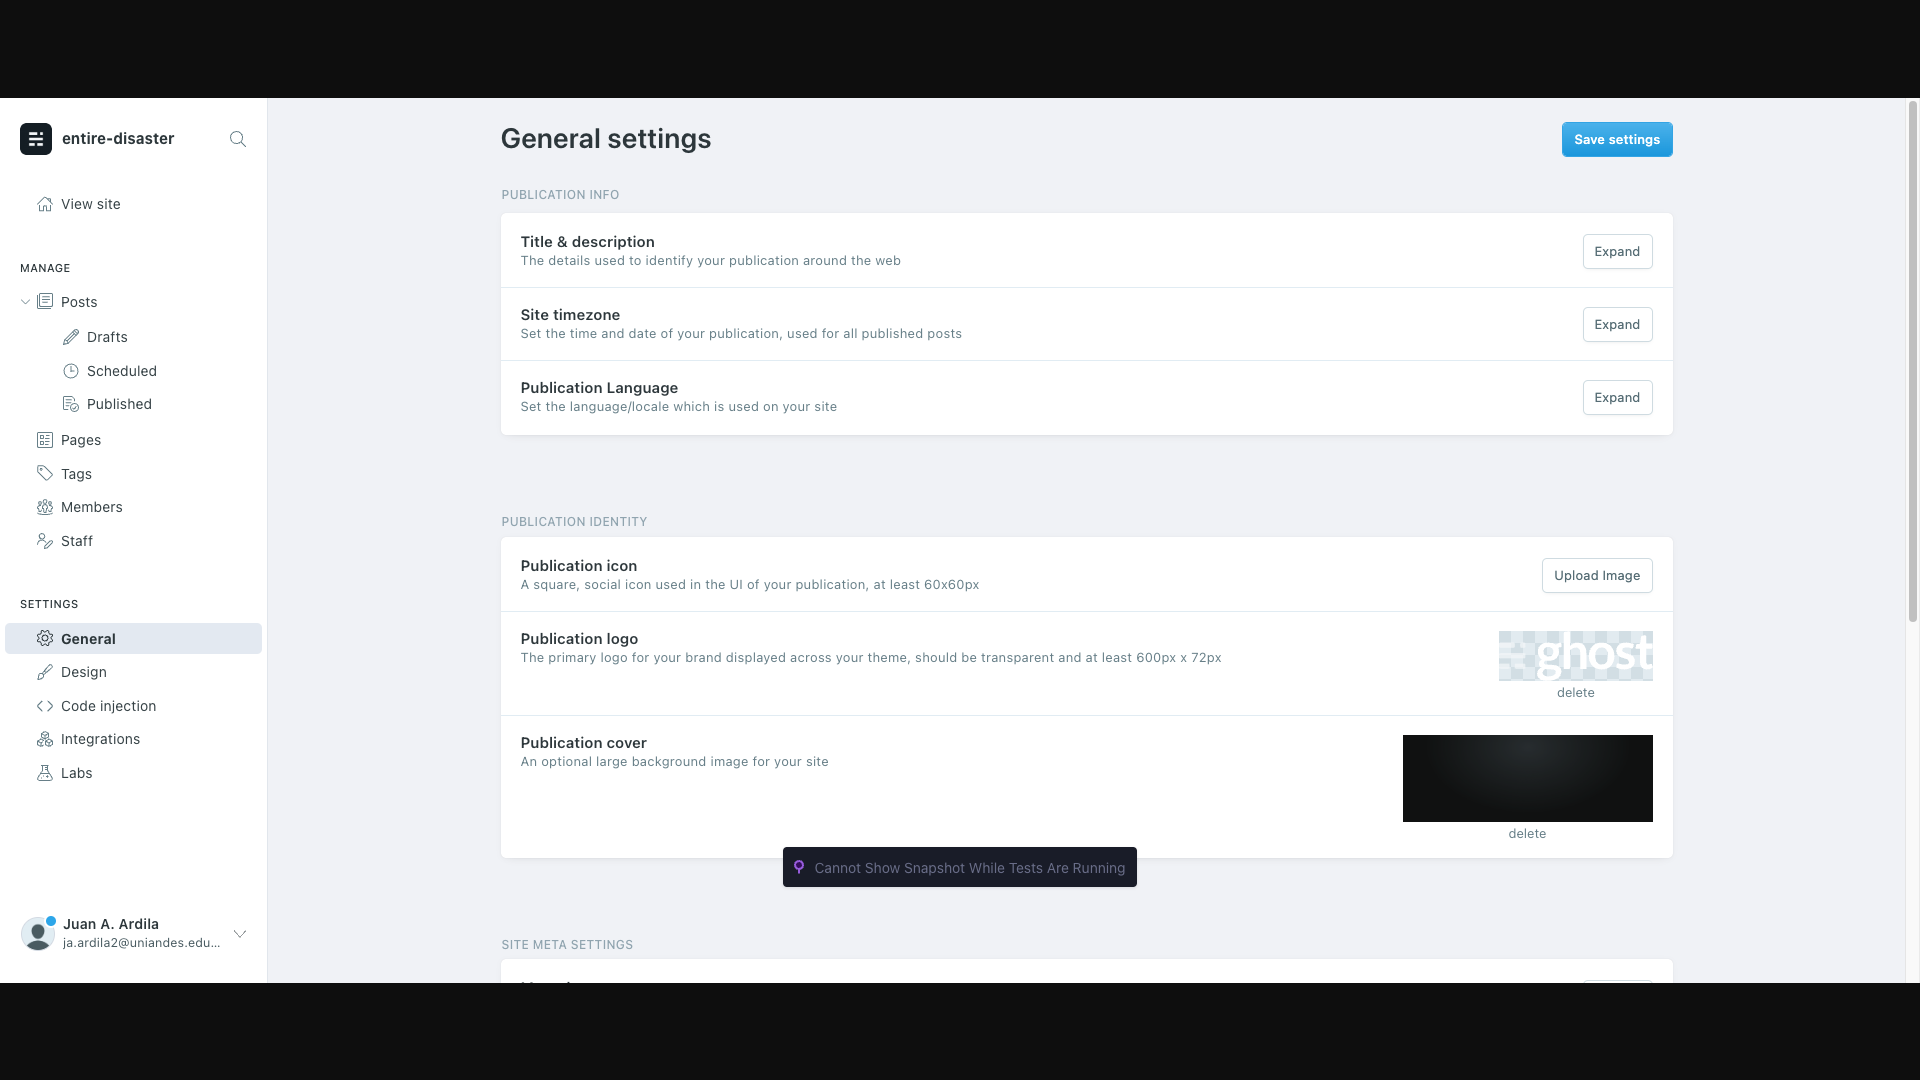 entire-disaster
View site
MANAGE
Posts
Drafts
Scheduled
Published
Pages
Tags
Members
Staff
SETTINGS
General
Design
Code injection
Integrations
Labs
Juan A. Ardila
ja.ardila2@uniandes.edu...
General settings
Save settings
PUBLICATION INFO
Title & description
The details used to identify your publication around the web
Expand
Site timezone
Set the time and date of your publication, used for all published posts
Expand
Publication Language
Set the language/locale which is used on your site
Expand
PUBLICATION IDENTITY
Publication icon
A square, social icon used in the UI of your publication, at least 60x60px
Upload Image
Publication logo
The primary logo for your brand displayed across your theme, should be transparent and at least 600px x 72px
ghost
delete
Publication cover
An optional large background image for your site
delete
Cannot Show Snapshot While Tests Are Running
SITE META SETTINGS